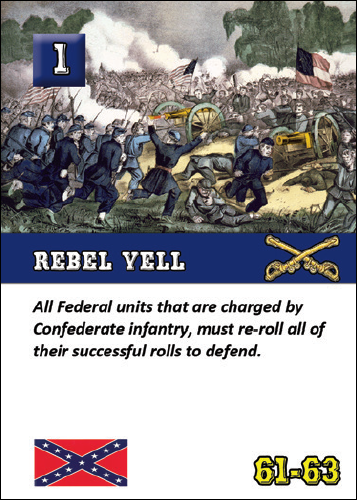 1
REBEL YELL
All Federal units that are charged by
Confederate infantry, must re-roll all of
their successful rolls to defend.
61-63